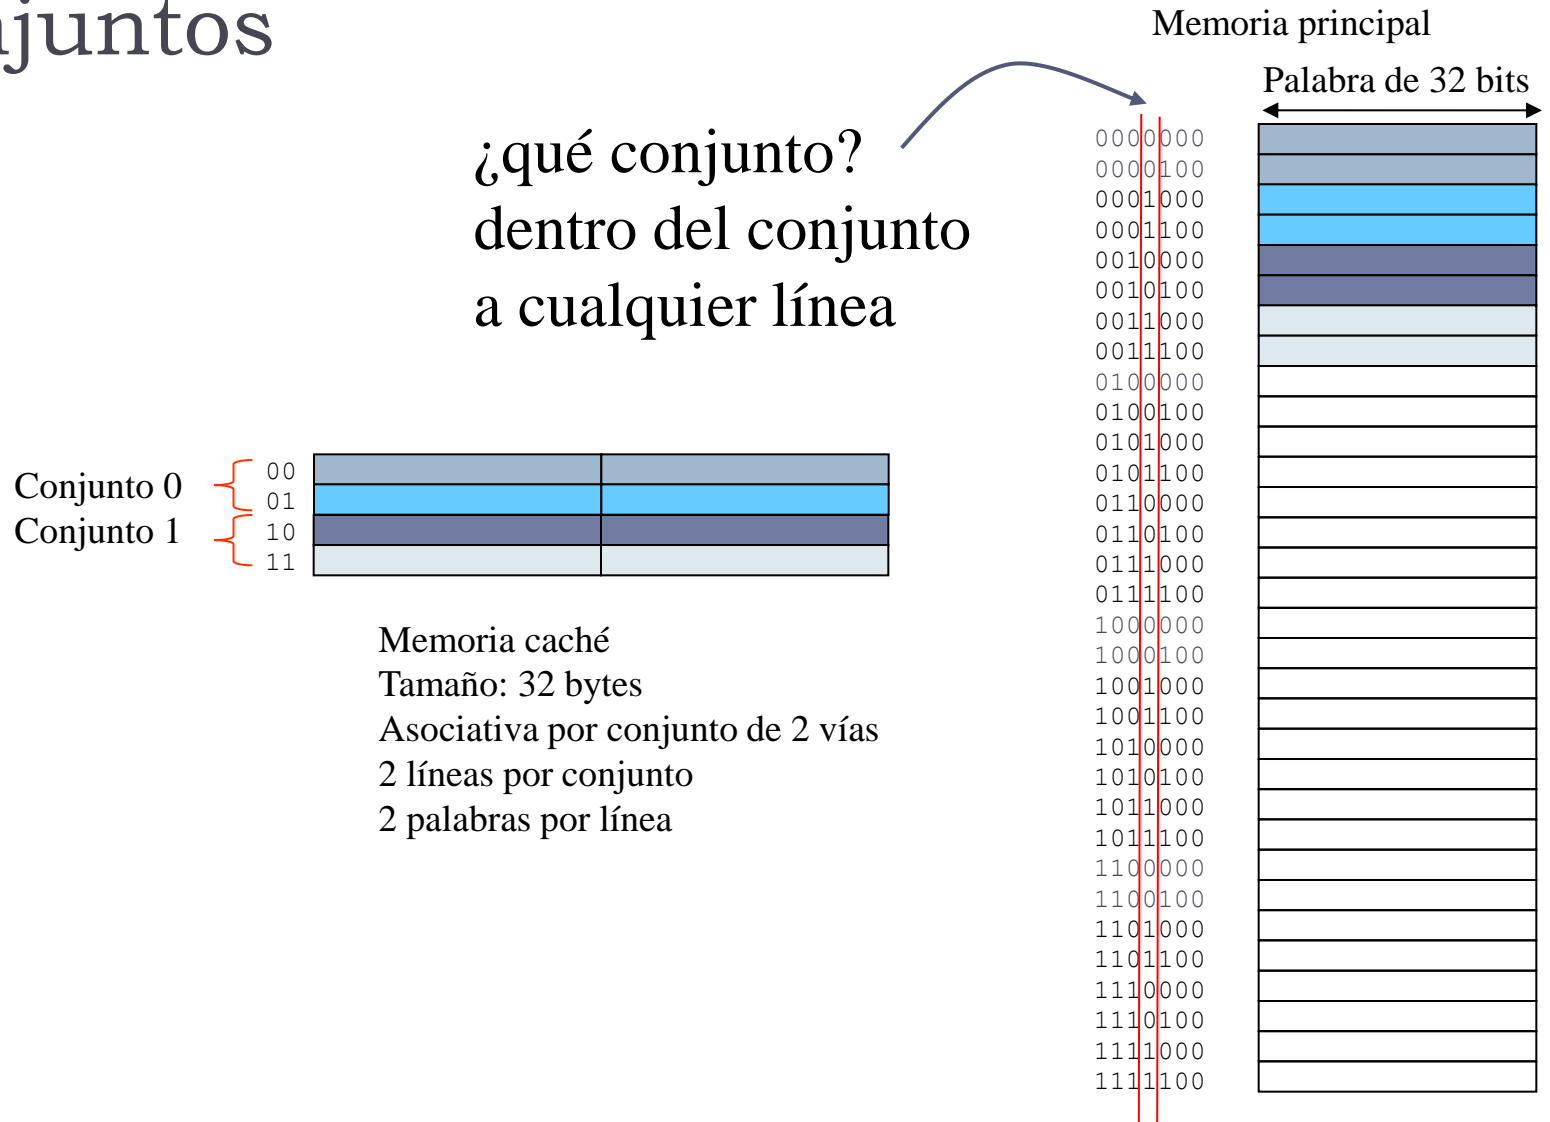 njuntos
Memoria principal
Palabra de 32 bits
¿qué conjunto?
dentro del conjunto
a cualquier línea
0000000
0000100
0001000
0001100
0010000
0010100
0011000
0011100
0100000
0100100
0101000
0101100
0110000
0110100
0111000
0111100
1000000
1000100
1001000
1001100
1010000
1010100
1011000
1011100
1100000
1100100
1101000
1101100
1110000
1110100
1111000
1111100
Conjunto 0
Conjunto 1
00
01
10
11
Memoria caché
Tamaño: 32 bytes
Asociativa por conjunto de 2 vías
2 líneas por conjunto
2 palabras por línea